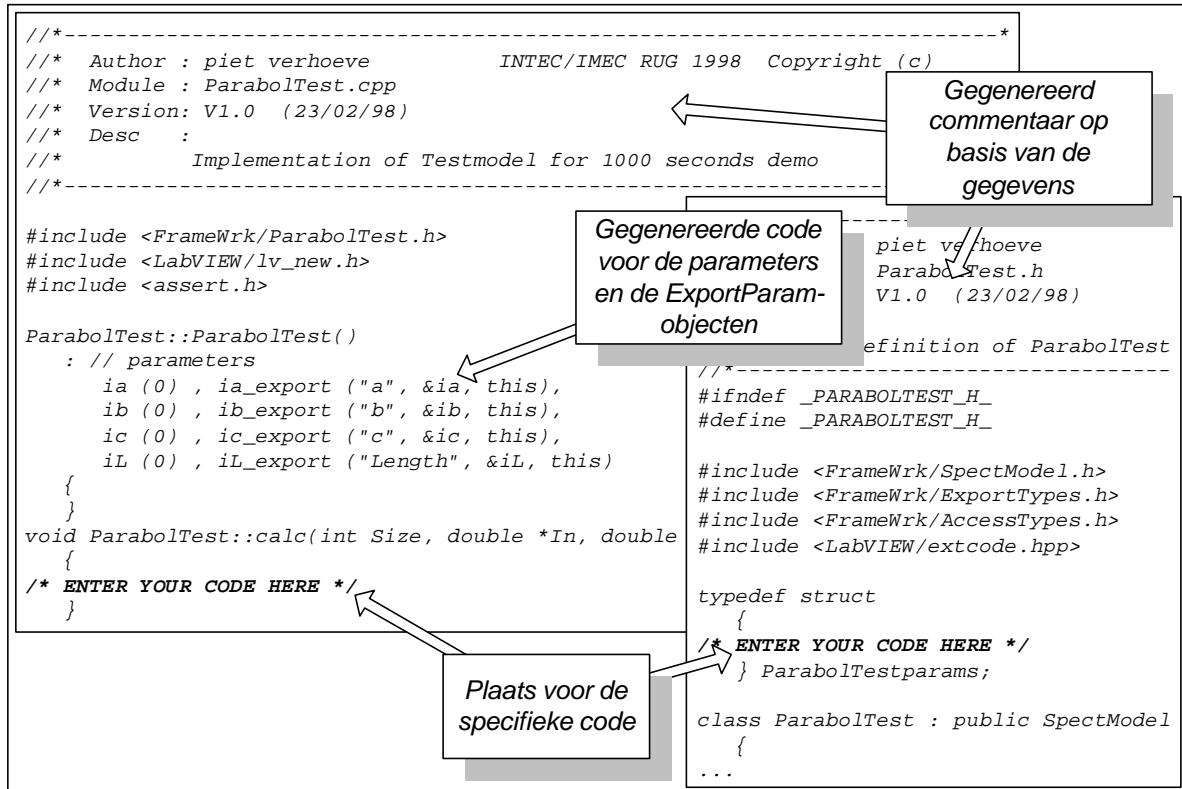 //*-------------------------------------------------------------------------*
//*  Author : piet verhoeve          INTEC/IMEC RUG 1998  Copyright (c)
//*  Module : ParabolTest.cpp
//*  Version: V1.0  (23/02/98)
//*  Desc   :
//*          Implementation of Testmodel for 1000 seconds demo
//*-----------------------------------------------------------------
#include <FrameWrk/ParabolTest.h>
#include <LabVIEW/lv_new.h>
#include <assert.h>
ParabolTest::ParabolTest()
: // parameters
ia (0) , ia_export ("a", &ia, this),
ib (0) , ib_export ("b", &ib, this),
ic (0) , ic_export ("c", &ic, this),
iL (0) , iL_export ("Length", &iL, this)
{
}
void ParabolTest::calc(int Size, double *In, double
{
/* ENTER YOUR CODE HERE */
}
Gegenereerd
commentaar op
basis van de
gegevens
Gegenereerde code
voor de parameters
en de ExportParam-
objecten
Plaats voor de
specifieke code
piet verhoeve
ParabolTest.h
V1.0  (23/02/98)
efinition of ParabolTest
//*----------------------------------
#ifndef _PARABOLTEST_H_
#define _PARABOLTEST_H_
#include <FrameWrk/SpectModel.h>
#include <FrameWrk/ExportTypes.h>
#include <FrameWrk/AccessTypes.h>
#include <LabVIEW/extcode.hpp>
typedef struct
{
/* ENTER YOUR CODE HERE */
} ParabolTestparams;
class ParabolTest : public SpectModel
{
...